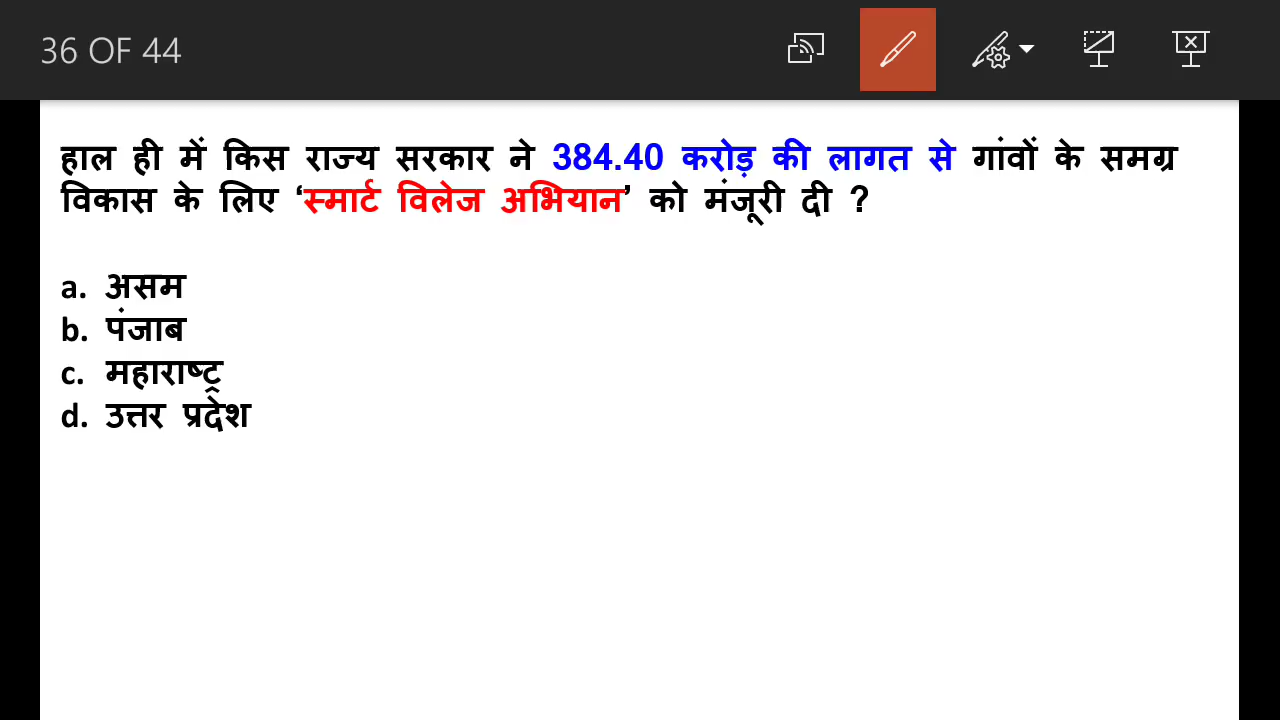 36 OF 44
हाल ही में किस राज्य सरकार ने 384.40 करोड़ की लागत से गांवों के समग्र
विकास के लिए ‘स्मार्ट विलेज अभियान’ को मंजूरी दी ?
a. असम
b. पंजाब
c. महाराष्ट्र
d. उत्तर प्रदेश